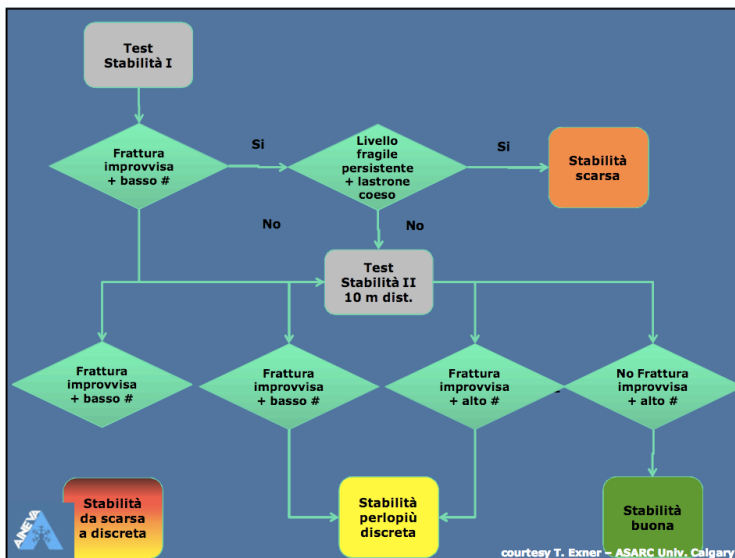 Test
Stabilità I
Frattura
improvvisa
+ basso #
Si
Livello
fragile
persistente
+ lastrone
coeso
Si
Stabilità
scarsa
No
No
Test
Stabilità II
10 m dist.
Frattura
improvvisa
+ basso #
Frattura
improvvisa
+ basso #
Frattura
improvvisa
+ alto #
No Frattura
improvvisa
+ alto #
Stabilità
da scarsa
a discreta
Stabilità
perlopiù
discreta
Stabilità
buona
AINEVA
courtesy T. Exner – ASARC Univ. Calgary